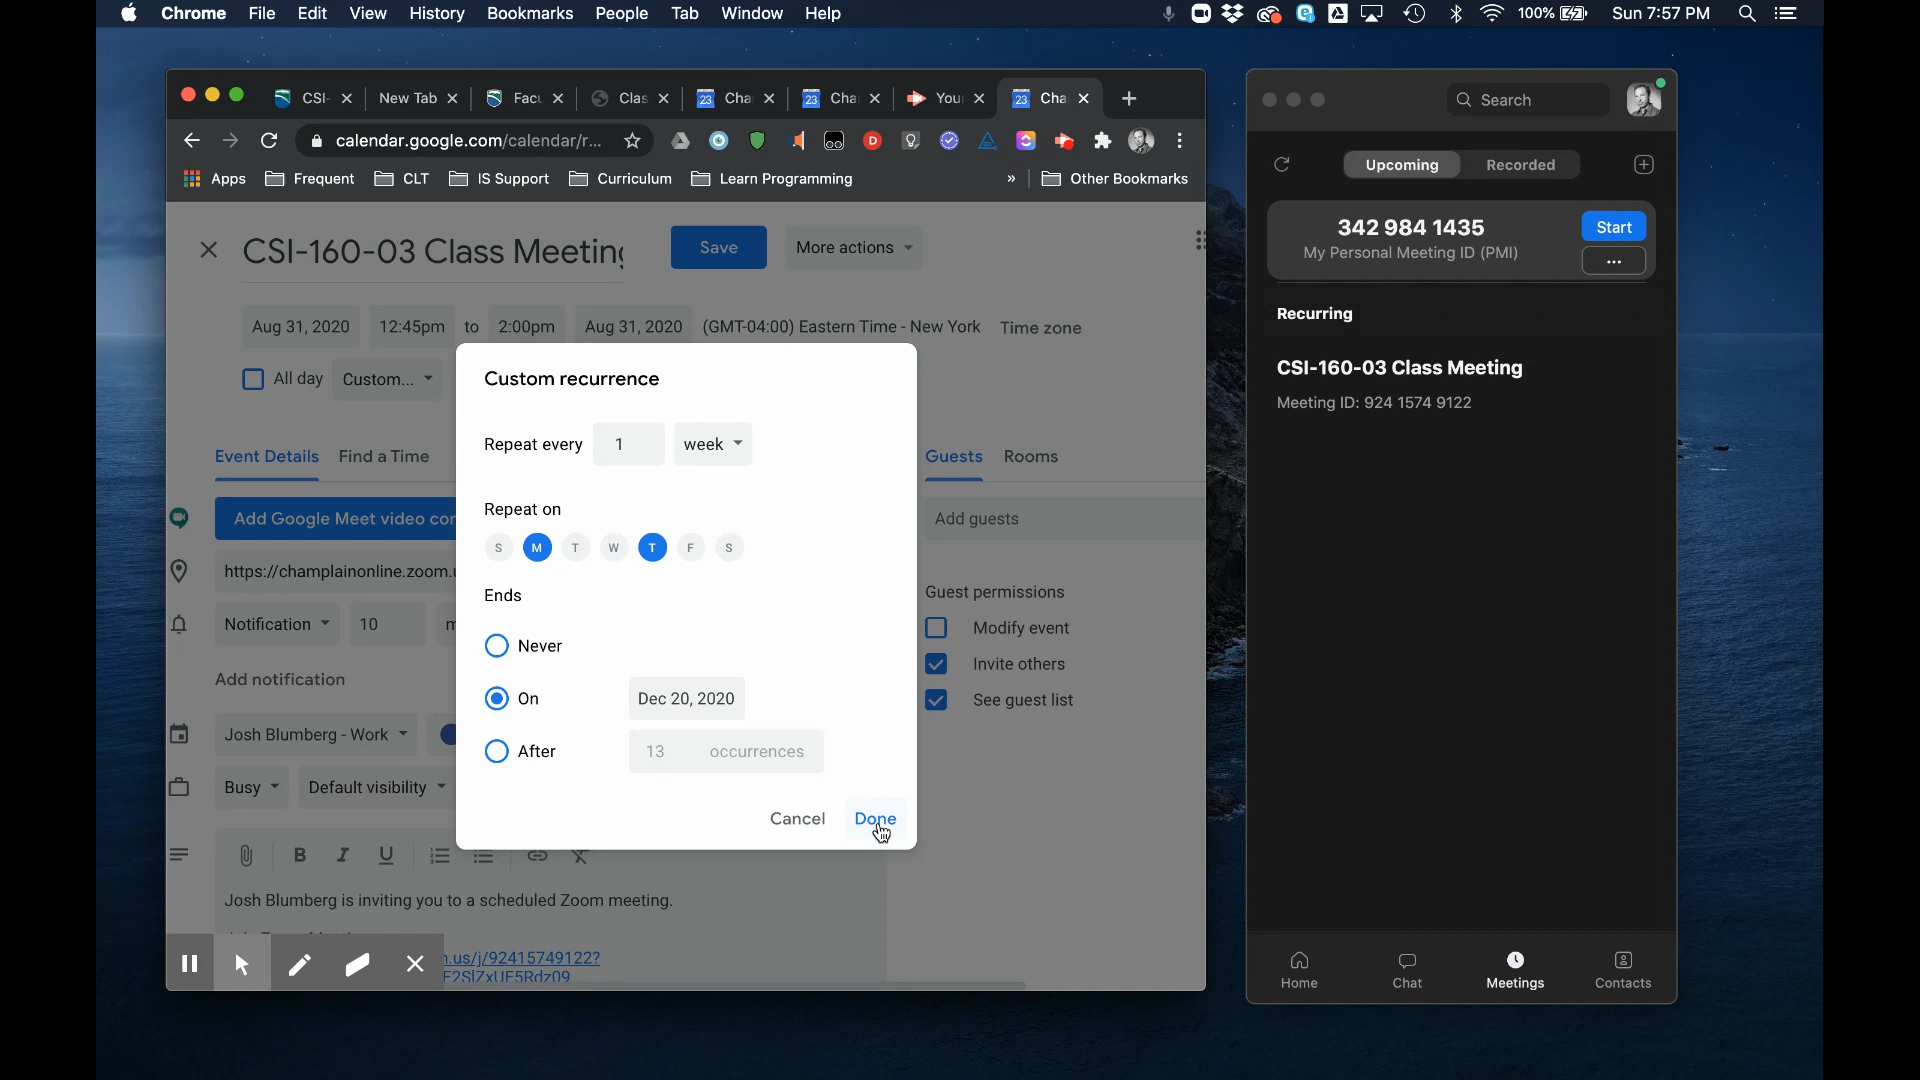 Chrome File Edit View History Bookmarks People Tab Window Help 100% Sun 7:57 PM
CSI- New Tab Clas 23 23 You 23
calendar.google.com/calendar/r...
Apps Frequent CLT IS Support Curriculum Learn Programming » Other Bookmarks
CSI-160-03 Class Meeting Save More actions
Aug 31, 2020 12:45pm to 2:00pm Aug 31, 2020 (GMT-04:00) Eastern Time - New York Time zone
All day Custom...
Custom recurrence
Repeat every 1 week
Repeat on
S M T W T F S
Ends
Never
On Dec 20, 2020
After 13 occurrences
Cancel Done
Event Details Find a Time
Add Google Meet video con
https://champlainonline.zoom.u
Notification 10 m
Add notification
Josh Blumberg - Work
Busy Default visibility
B I U
Josh Blumberg is inviting you to a scheduled Zoom meeting.
n.us/j/92415749122?
Guests Rooms
Add guests
Guest permissions
Modify event
Invite others
See guest list
Search
Upcoming Recorded
342 984 1435
My Personal Meeting ID (PMI)
Start
...
Recurring
CSI-160-03 Class Meeting
Meeting ID: 924 1574 9122
Home Chat Meetings Contacts